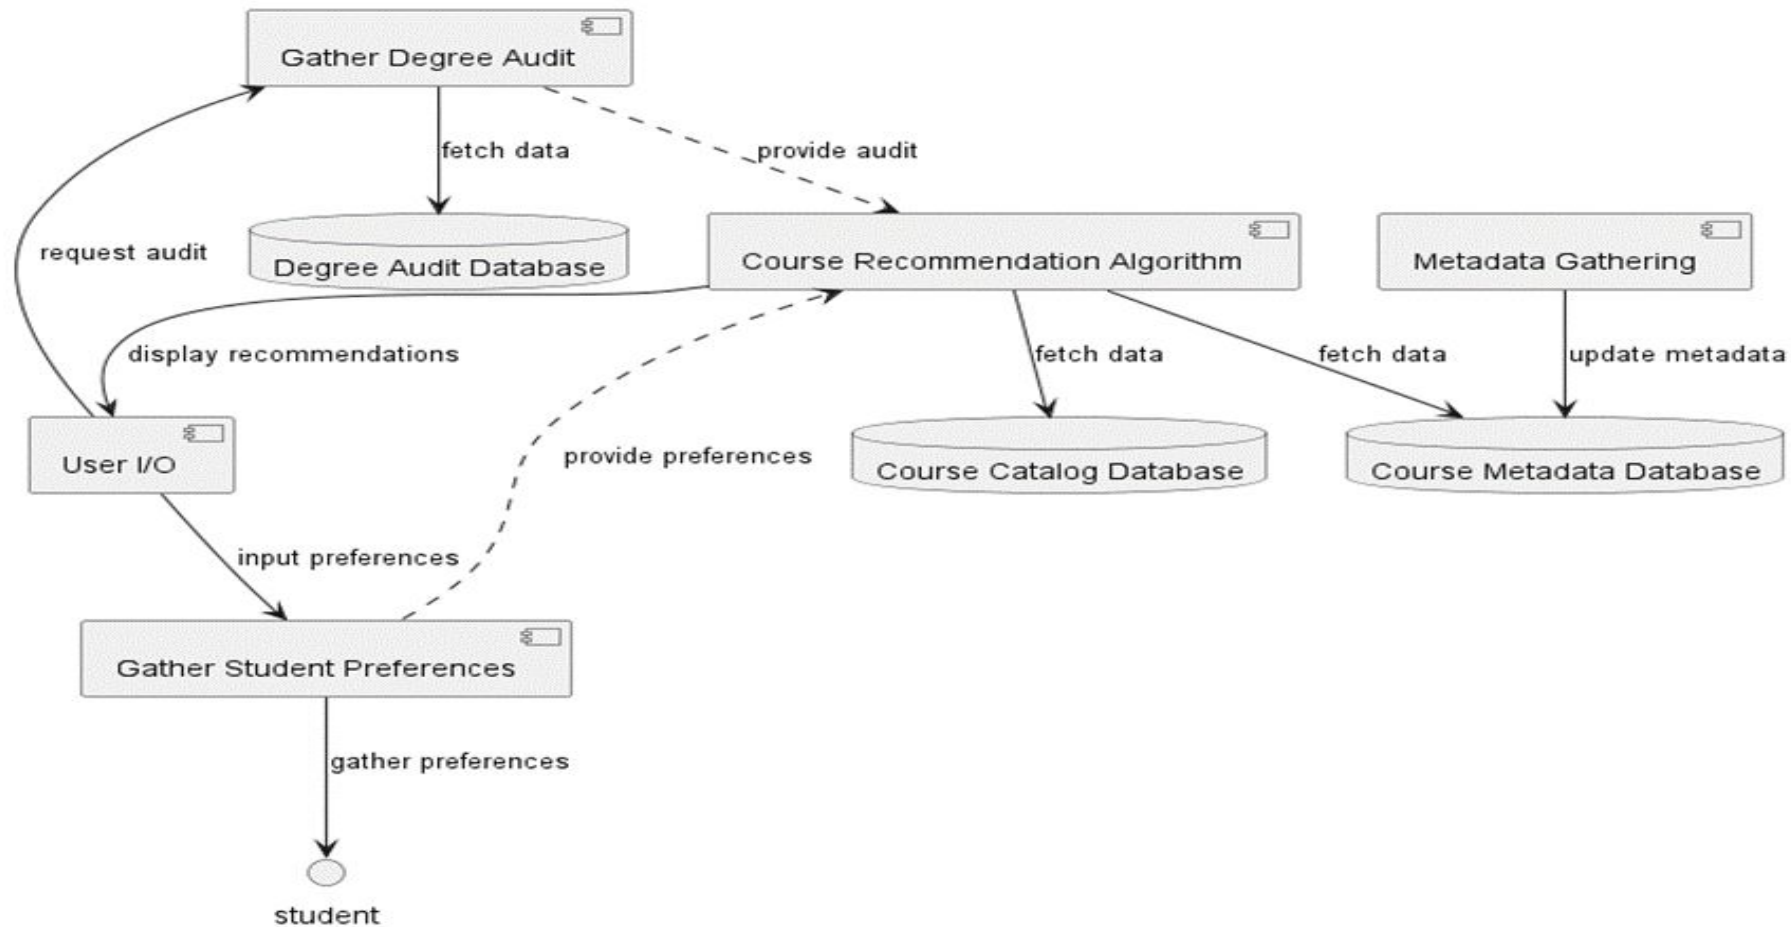 Gather Degree Audit
fetch data
provide audit
request audit
Degree Audit Database
Course Recommendation Algorithm
Metadata Gathering
display recommendations
fetch data
fetch data
update metadata
User I/O
provide preferences
Course Catalog Database
Course Metadata Database
input preferences
Gather Student Preferences
gather preferences
student